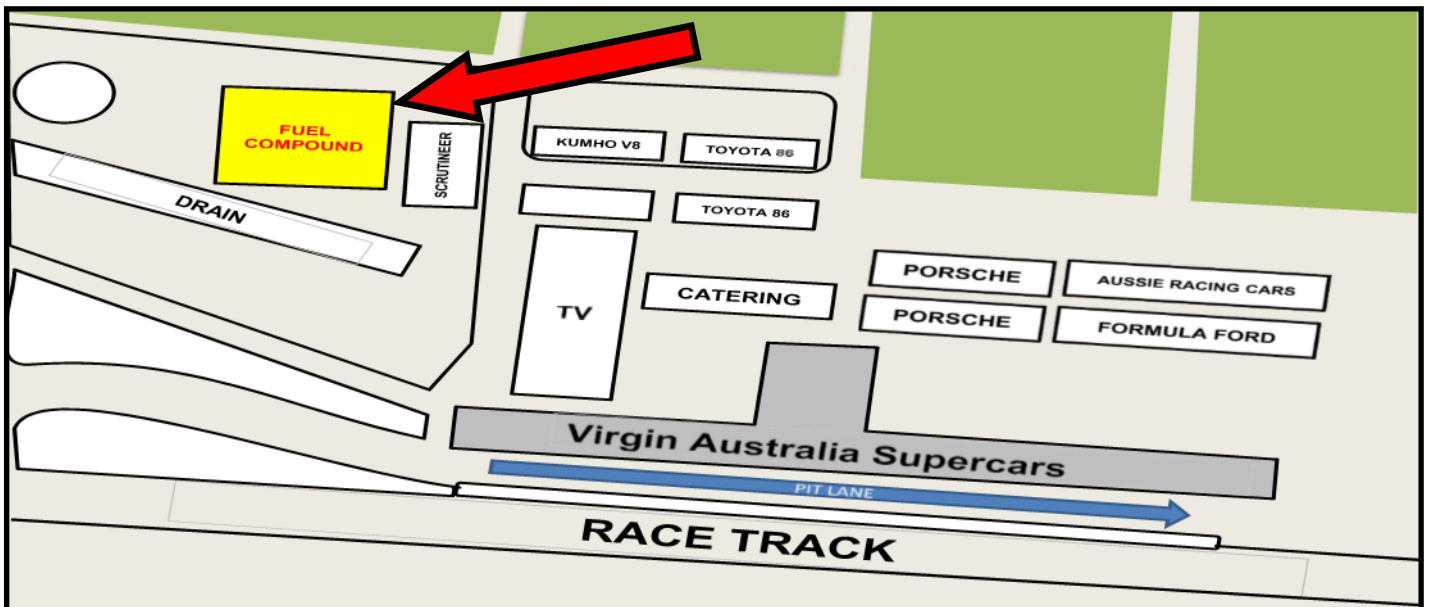 FUEL
COMPOUND
SCRUTINEER
KUMHO V8
TOYOTA 86
DRAIN
TOYOTA 86
TV
CATERING
PORSCHE
AUSSIE RACING CARS
PORSCHE
FORMULA FORD
Virgin Australia Supercars
PIT LANE
RACE TRACK